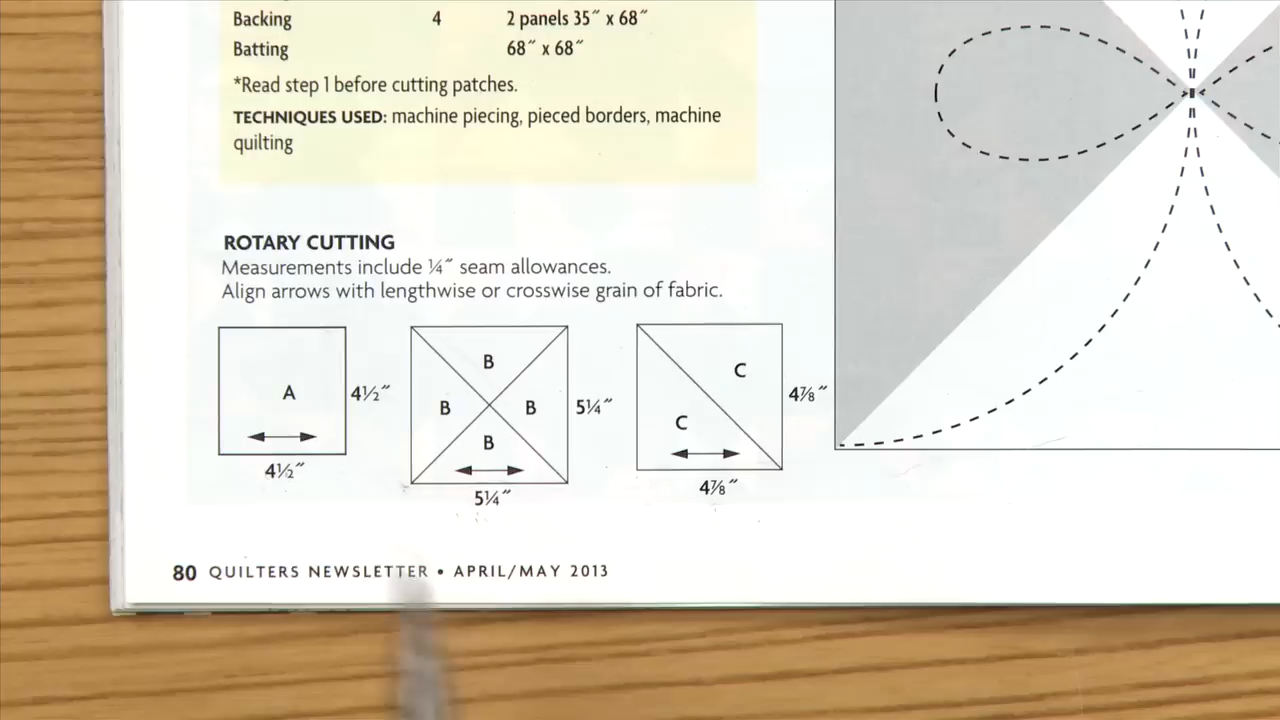 Backing 4 2 panels 35″ x 68″
Batting 68″ x 68″
*Read step 1 before cutting patches.
TECHNIQUES USED: machine piecing, pieced borders, machine
quilting
ROTARY CUTTING
Measurements include ¼″ seam allowances.
Align arrows with lengthwise or crosswise grain of fabric.
A 4½″
4½″
B
B B 5¼″
B
5¼″
C 4⅞″
C
4⅞″
80 QUILTERS NEWSLETTER • APRIL/MAY 2013